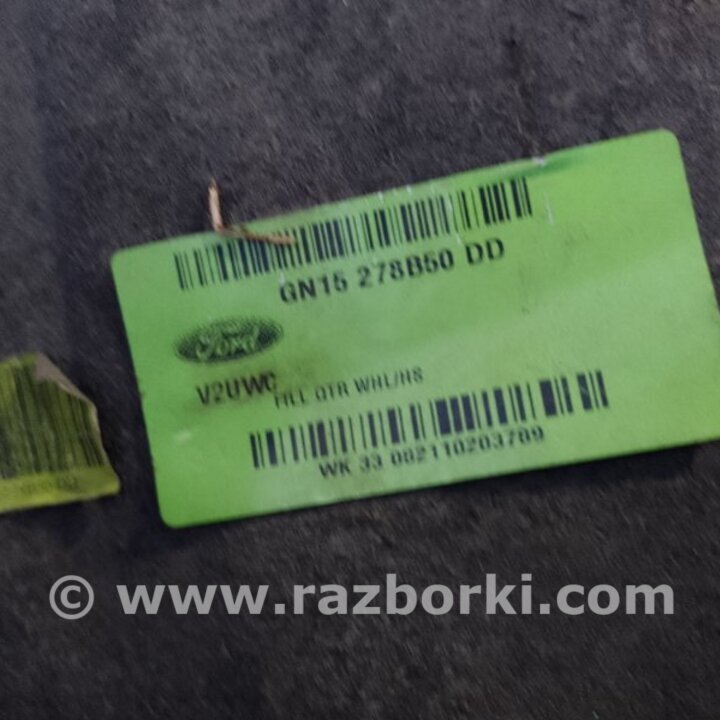 GN15 278B50 DD
Ford
V2UWC
FILL QTR WHL/HS
WK 33 082110203789
© www.razborki.com